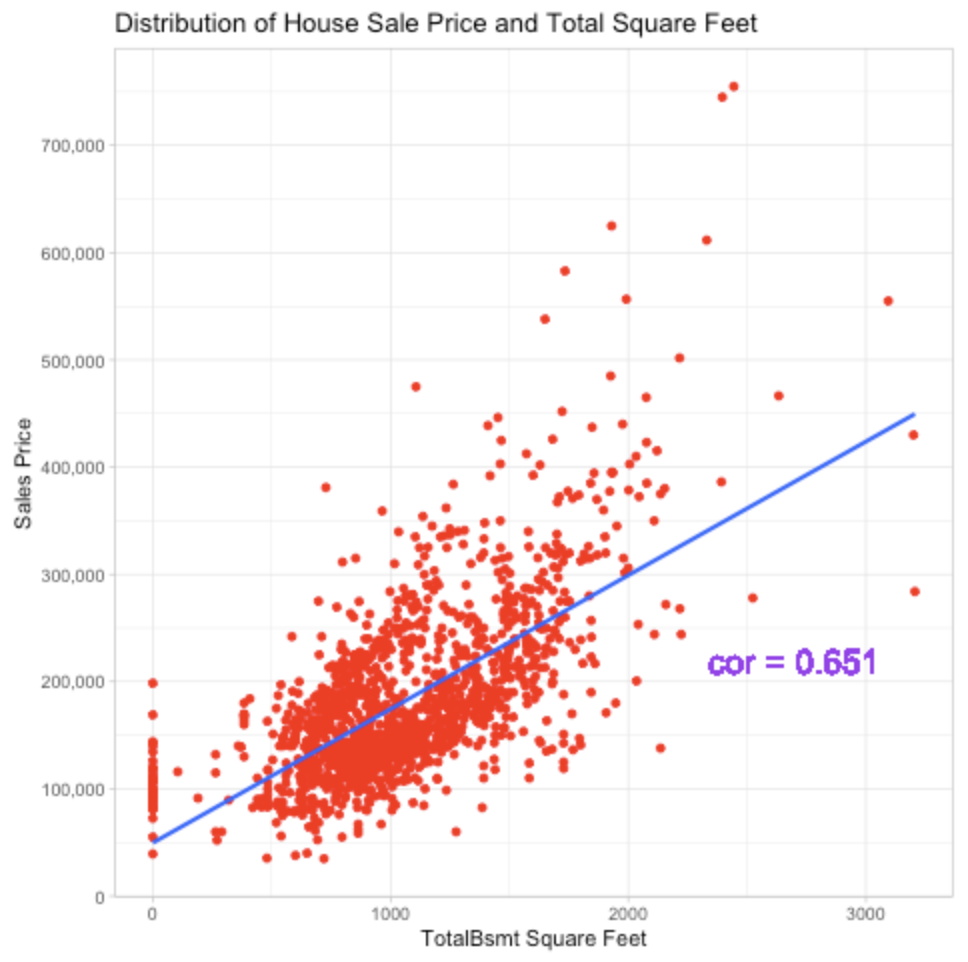 Distribution of House Sale Price and Total Square Feet
700,000
600,000
500,000
400,000
300,000
200,000
100,000
0
Sales Price
cor = 0.651
0 1000 2000 3000
TotalBsmt Square Feet